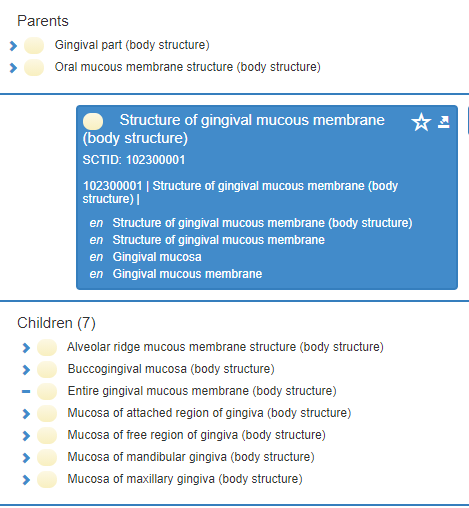 Parents
Gingival part (body structure)
Oral mucous membrane structure (body structure)
Structure of gingival mucous membrane
(body structure)
SCTID: 102300001
102300001 | Structure of gingival mucous membrane (body
structure) |
en Structure of gingival mucous membrane (body structure)
en Structure of gingival mucous membrane
en Gingival mucosa
en Gingival mucous membrane
Children (7)
Alveolar ridge mucous membrane structure (body structure)
Buccogingival mucosa (body structure)
Entire gingival mucous membrane (body structure)
Mucosa of attached region of gingiva (body structure)
Mucosa of free region of gingiva (body structure)
Mucosa of mandibular gingiva (body structure)
Mucosa of maxillary gingiva (body structure)